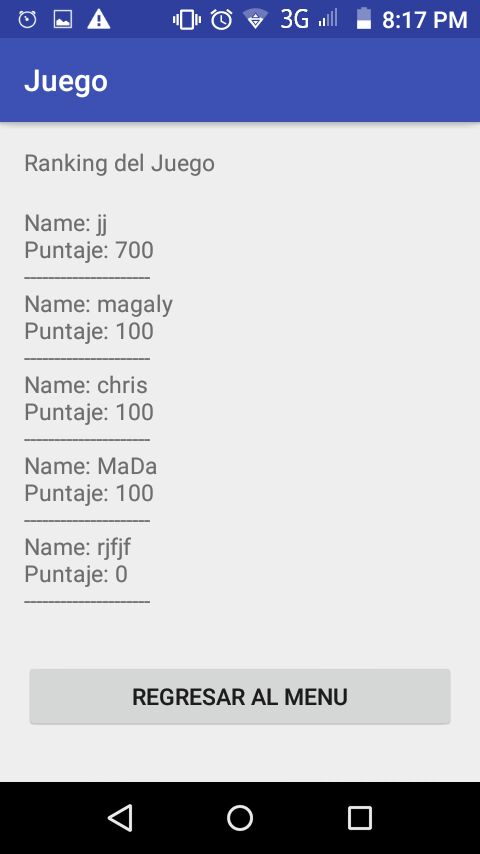 3G 8:17 PM
Juego
Ranking del Juego
Name: jj
Puntaje: 700
---------------------
Name: magaly
Puntaje: 100
---------------------
Name: chris
Puntaje: 100
---------------------
Name: MaDa
Puntaje: 100
---------------------
Name: rjfjf
Puntaje: 0
---------------------
REGRESAR AL MENU